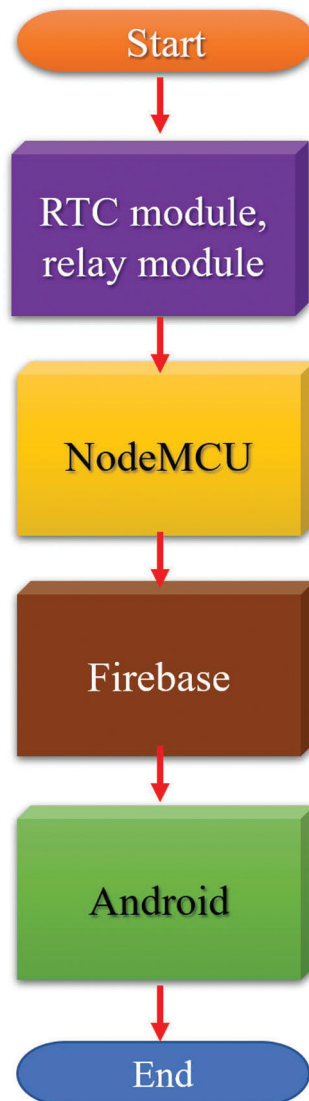 Start
RTC module,
relay module
NodeMCU
Firebase
Android
End